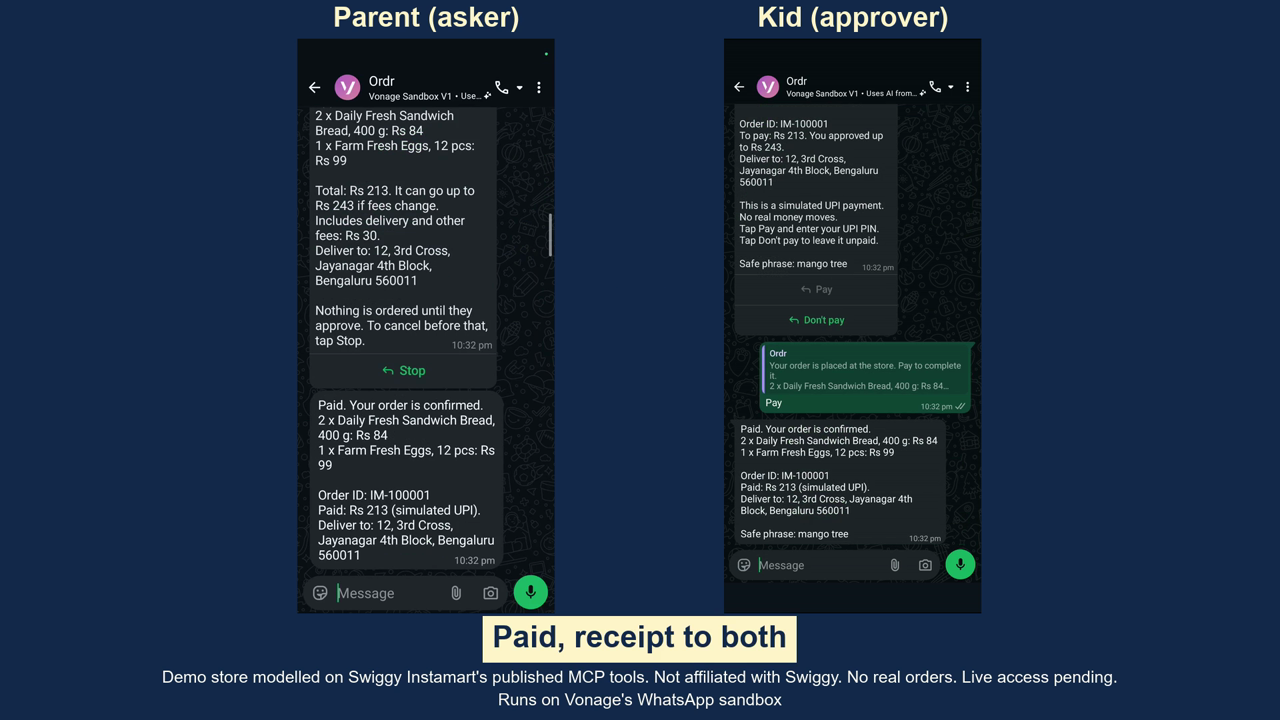 Parent (asker)
Ordr
Vonage Sandbox V1 • Use...
2 x Daily Fresh Sandwich
Bread, 400 g: Rs 84
1 x Farm Fresh Eggs, 12 pcs:
Rs 99
Total: Rs 213. It can go up to
Rs 243 if fees change.
Includes delivery and other
fees: Rs 30.
Deliver to: 12, 3rd Cross,
Jayanagar 4th Block,
Bengaluru 560011
Nothing is ordered until they
approve. To cancel before that,
tap Stop.
10:32 pm
Stop
Paid. Your order is confirmed.
2 x Daily Fresh Sandwich Bread,
400 g: Rs 84
1 x Farm Fresh Eggs, 12 pcs: Rs
99
Order ID: IM-100001
Paid: Rs 213 (simulated UPI).
Deliver to: 12, 3rd Cross,
Jayanagar 4th Block, Bengaluru
560011
10:32 pm
Message
Kid (approver)
Ordr
Vonage Sandbox V1 • Uses AI from...
Order ID: IM-100001
To pay: Rs 213. You approved up
to Rs 243.
Deliver to: 12, 3rd Cross,
Jayanagar 4th Block, Bengaluru
560011
This is a simulated UPI payment.
No real money moves.
Tap Pay and enter your UPI PIN.
Tap Don't pay to leave it unpaid.
Safe phrase: mango tree
10:32 pm
Pay
Don't pay
Ordr
Your order is placed at the store. Pay to complete
it.
2 x Daily Fresh Sandwich Bread, 400 g: Rs 84...
Pay
10:32 pm
Paid. Your order is confirmed.
2 x Daily Fresh Sandwich Bread, 400 g: Rs 84
1 x Farm Fresh Eggs, 12 pcs: Rs 99
Order ID: IM-100001
Paid: Rs 213 (simulated UPI).
Deliver to: 12, 3rd Cross, Jayanagar 4th
Block, Bengaluru 560011
Safe phrase: mango tree
10:32 pm
Message
Paid, receipt to both
Demo store modelled on Swiggy Instamart's published MCP tools. Not affiliated with Swiggy. No real orders. Live access pending.
Runs on Vonage's WhatsApp sandbox